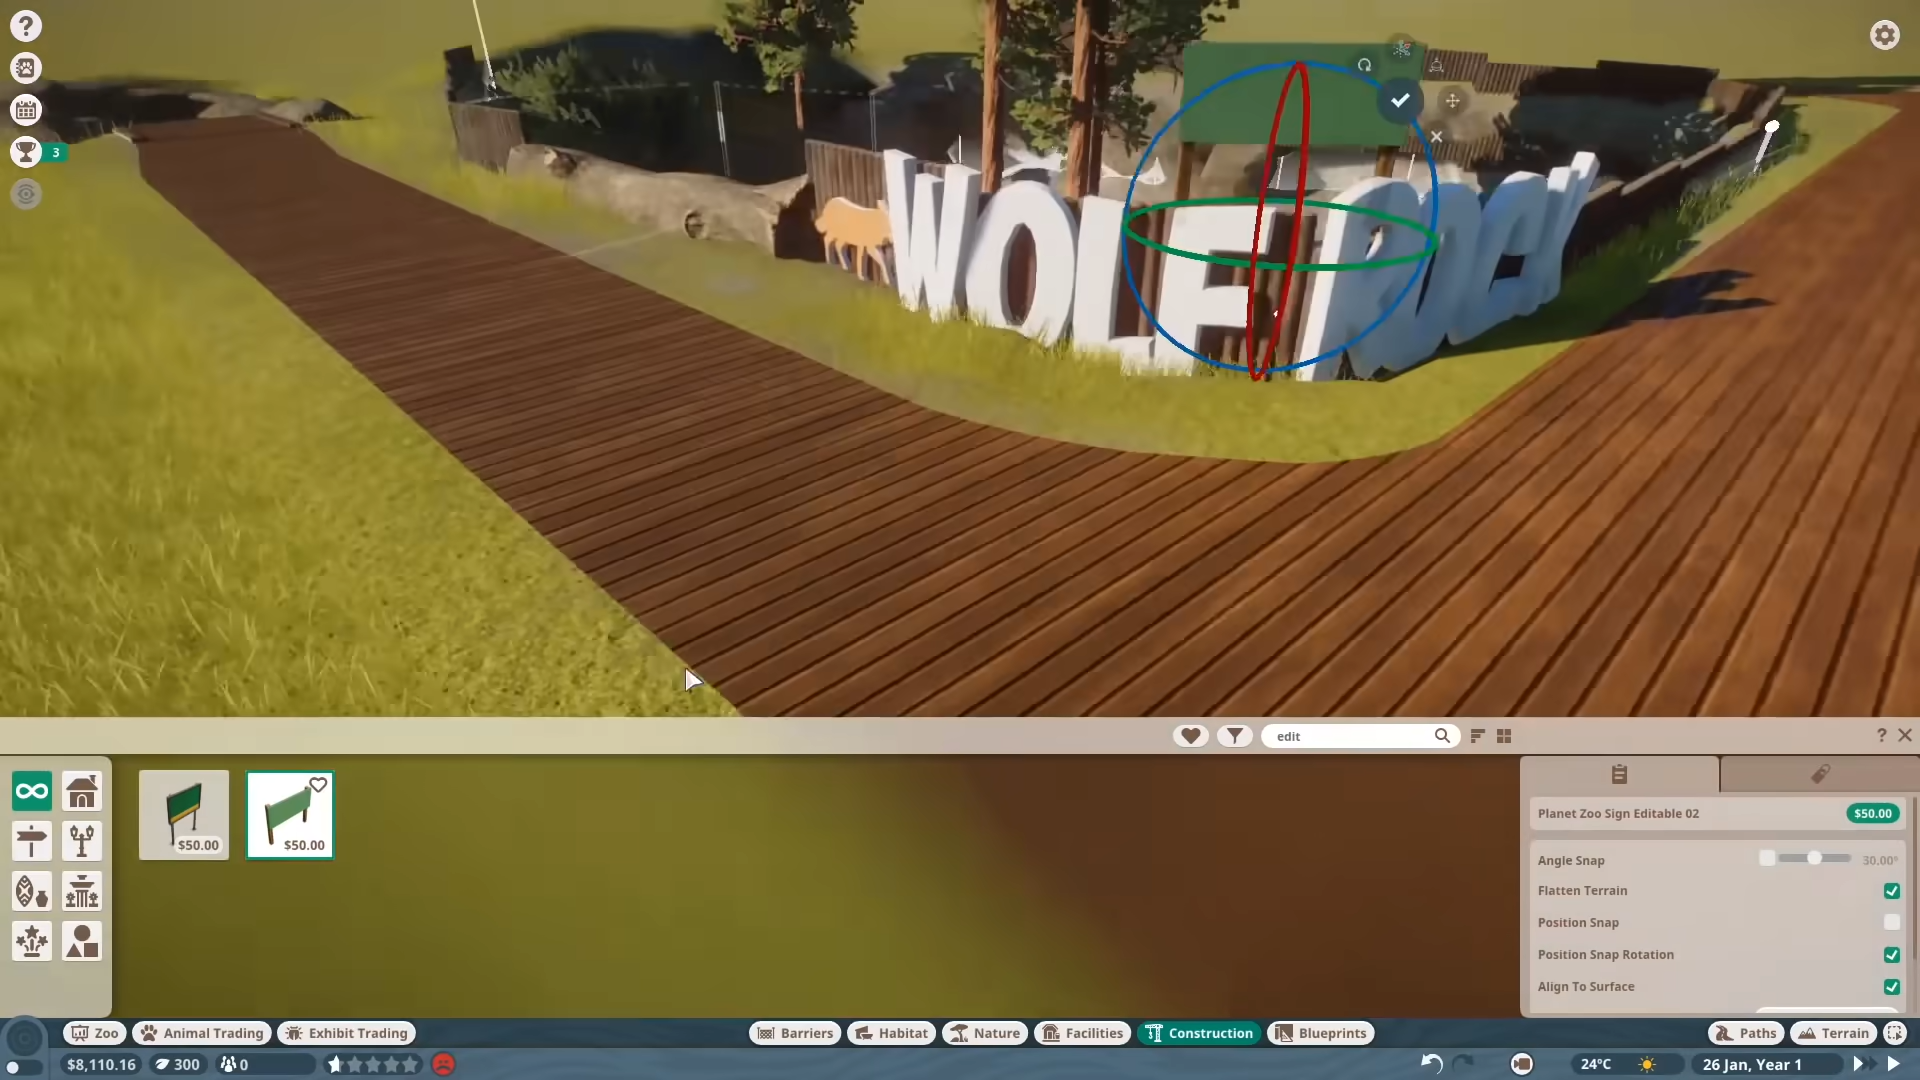 ?
3
WOLF ROCK
edit
?
$50.00
$50.00
Planet Zoo Sign Editable 02
$50.00
Angle Snap
30.00°
Flatten Terrain
Position Snap
Position Snap Rotation
Align To Surface
Zoo
Animal Trading
Exhibit Trading
Barriers
Habitat
Nature
Facilities
Construction
Blueprints
Paths
Terrain
$8,110.16
300
0
24°C
26 Jan, Year 1